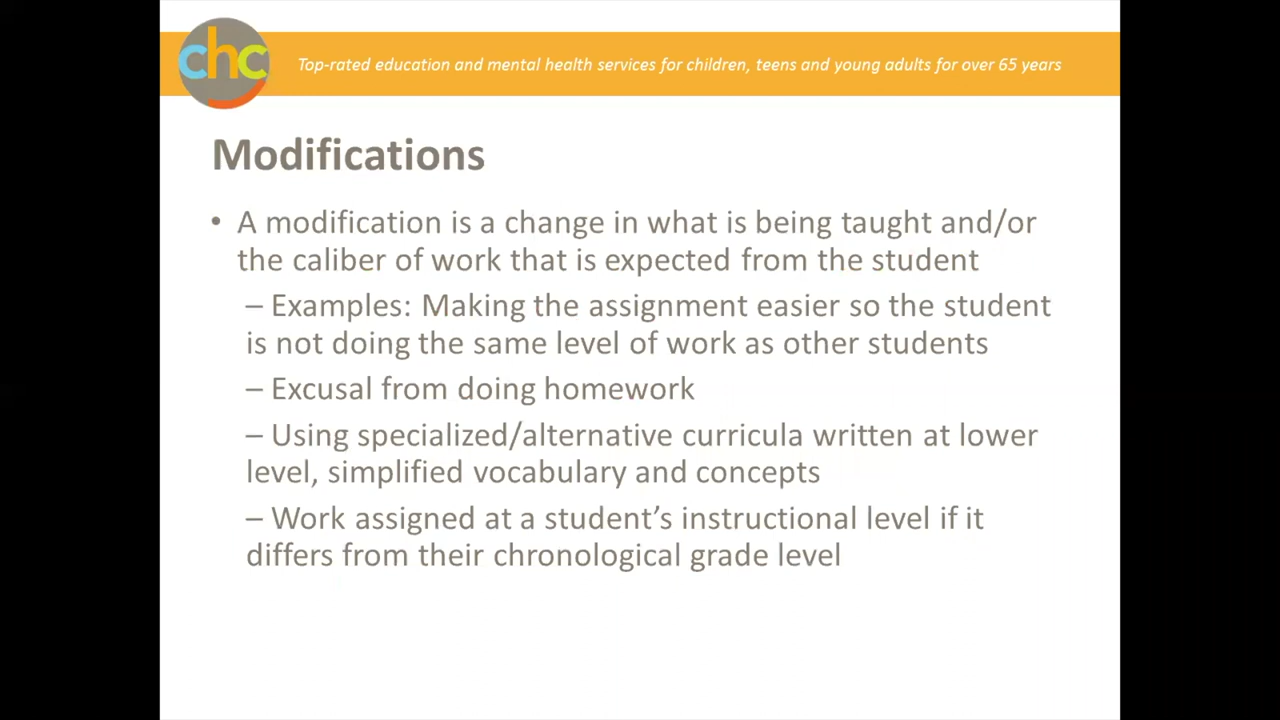 chc
Top-rated education and mental health services for children, teens and young adults for over 65 years
Modifications
• A modification is a change in what is being taught and/or
the caliber of work that is expected from the student
– Examples: Making the assignment easier so the student
is not doing the same level of work as other students
– Excusal from doing homework
– Using specialized/alternative curricula written at lower
level, simplified vocabulary and concepts
– Work assigned at a student’s instructional level if it
differs from their chronological grade level